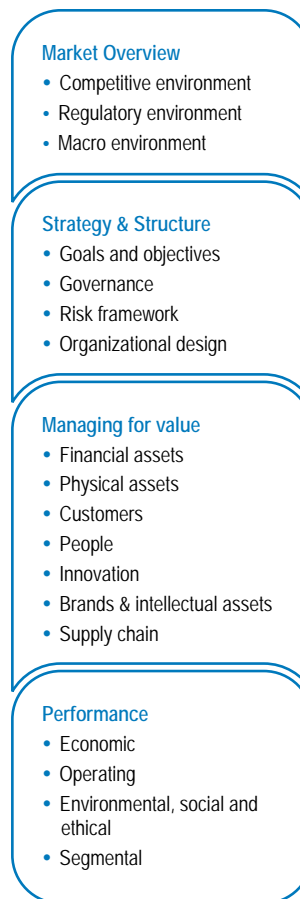 Market Overview
• Competitive environment
• Regulatory environment
• Macro environment
Strategy & Structure
• Goals and objectives
• Governance
• Risk framework
• Organizational design
Managing for value
• Financial assets
• Physical assets
• Customers
• People
• Innovation
• Brands & intellectual assets
• Supply chain
Performance
• Economic
• Operating
• Environmental, social and
ethical
• Segmental